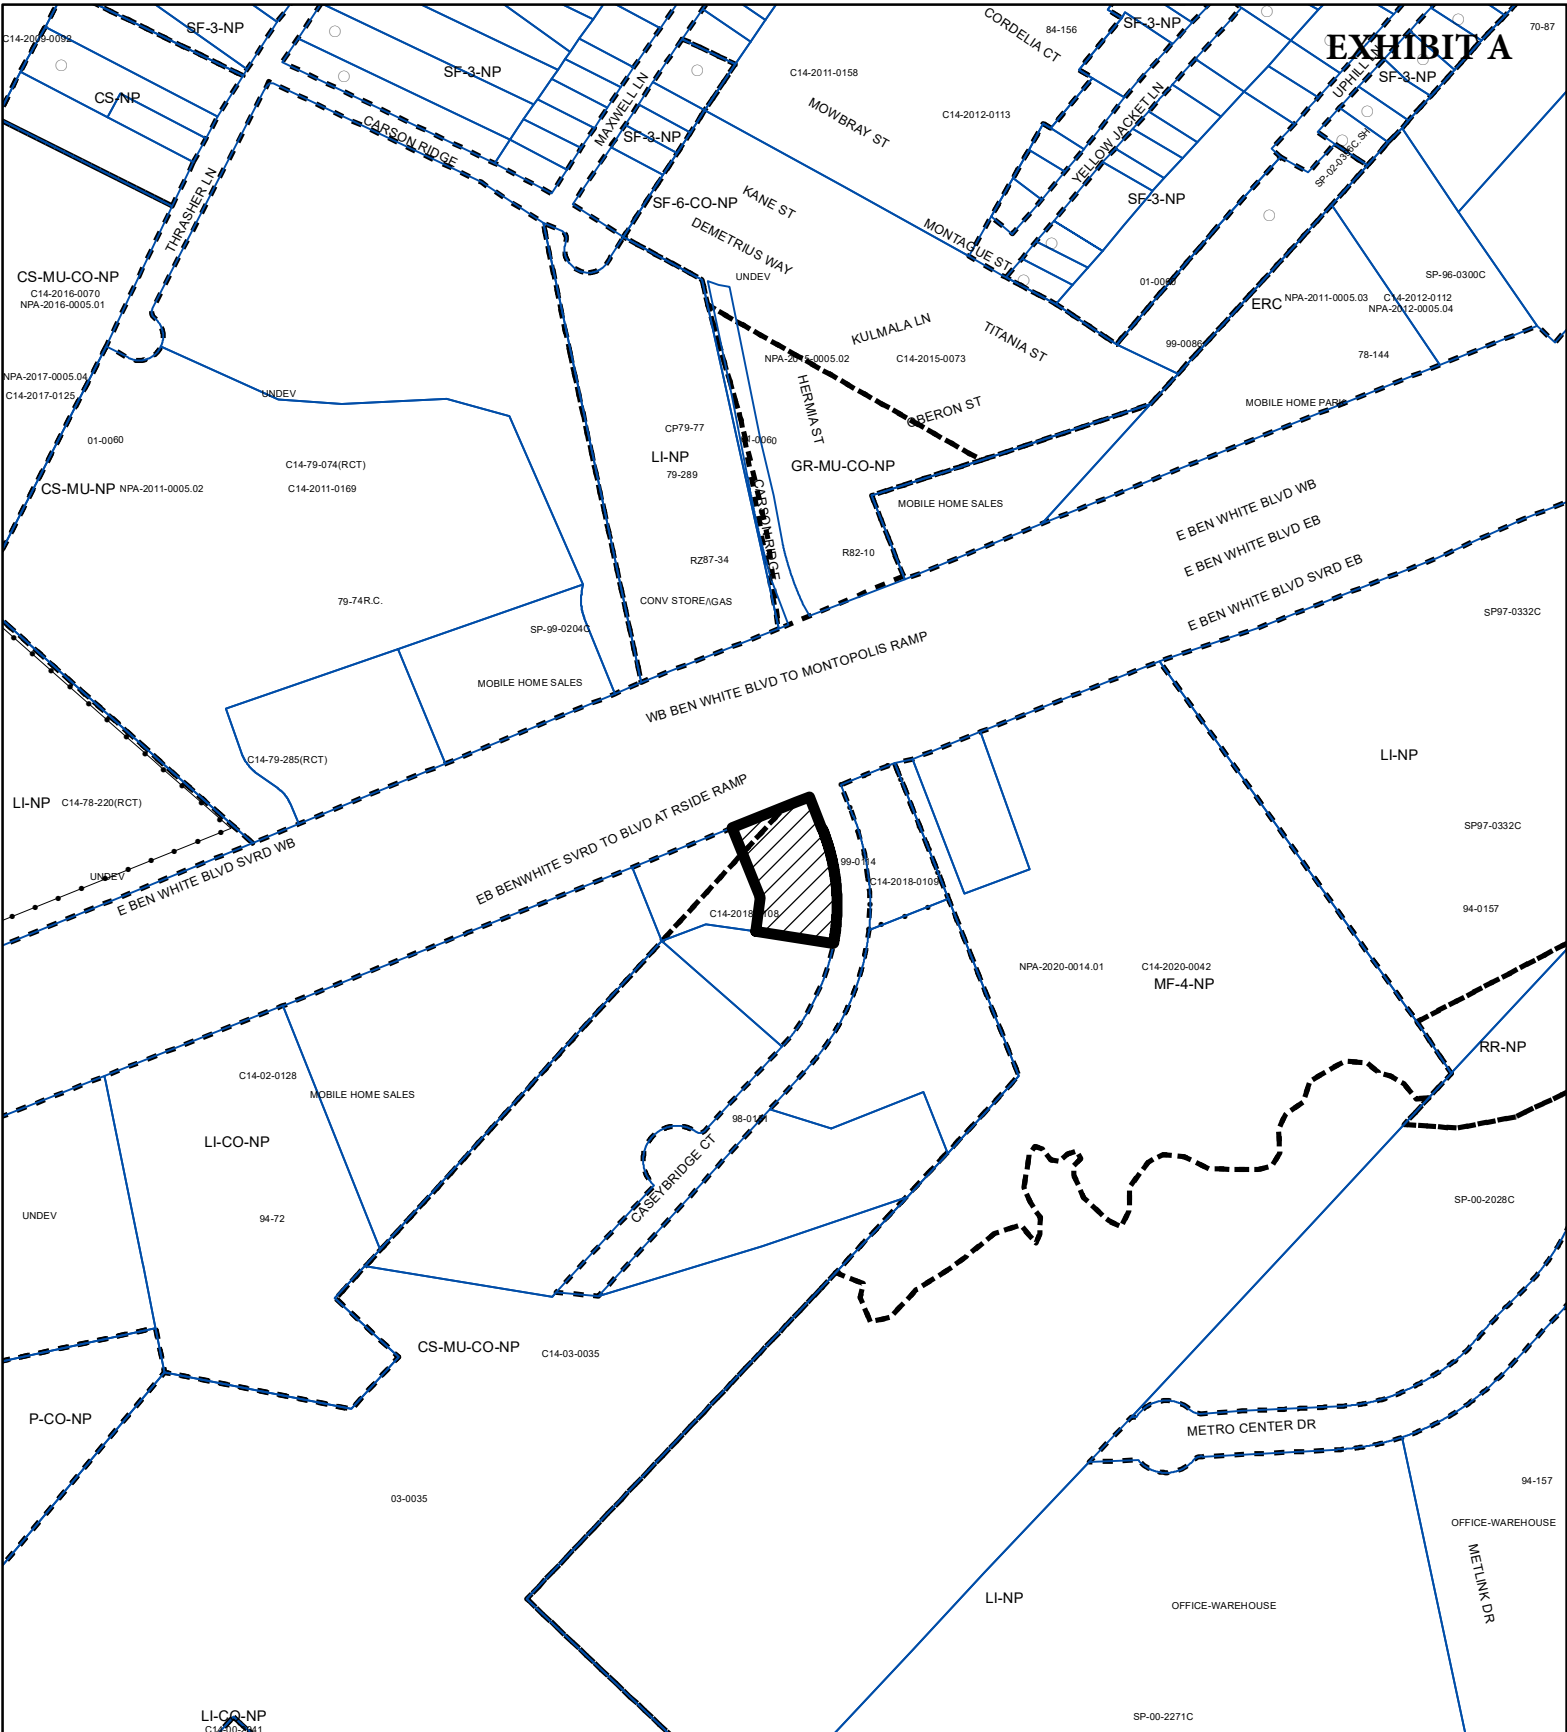 EXHIBIT A
C14-2009-0092
SF-3-NP
CORDELIA CT
84-156
SF-3-NP
70-87
SF-3-NP
C14-2011-0158
SF-3-NP
CS-NP
MAXWELL LN
MOWBRAY ST
C14-2012-0113
YELLOW JACKET LN
CARSON RIDGE
SF-3-NP
THRASHER LN
SF-6-CO-NP
KANE ST
SF-3-NP
DEMETRIUS WAY
MONTAGUE ST
CS-MU-CO-NP
C14-2016-0070
NPA-2016-0005.01
UNDEV
SP-96-0300C
ERC
NPA-2011-0005.03
C14-2012-0112
NPA-2012-0005.04
KULMALA LN
TITANIA ST
99-0086
C14-2015-0073
78-144
NPA-2017-0005.04
C14-2017-0125
UNDEV
HERMIA ST
OBERON ST
MOBILE HOME PARK
01-0060
CP79-77
C14-79-074(RCT)
LI-NP
79-289
GR-MU-CO-NP
CS-MU-NP
NPA-2011-0005.02
C14-2011-0169
CARSON RIDGE
MOBILE HOME SALES
E BEN WHITE BLVD WB
E BEN WHITE BLVD EB
E BEN WHITE BLVD SVRD EB
RZ87-34
R82-10
79-74R.C.
CONV STORE/\GAS
SP-99-0204C
SP97-0332C
MOBILE HOME SALES
WB BEN WHITE BLVD TO MONTOPOLIS RAMP
C14-79-285(RCT)
LI-NP
LI-NP
C14-78-220(RCT)
EB BENWHITE SVRD TO BLVD AT RSIDE RAMP
SP97-0332C
UNDEV
E BEN WHITE BLVD SVRD WB
99-0114
C14-2018-0109
94-0157
NPA-2020-0014.01
C14-2020-0042
MF-4-NP
RR-NP
C14-02-0128
MOBILE HOME SALES
LI-CO-NP
CASEYBRIDGE CT
UNDEV
94-72
SP-00-2028C
CS-MU-CO-NP
C14-03-0035
P-CO-NP
METRO CENTER DR
94-157
03-0035
OFFICE-WAREHOUSE
METLINK DR
LI-NP
OFFICE-WAREHOUSE
LI-CO-NP
SP-00-2271C